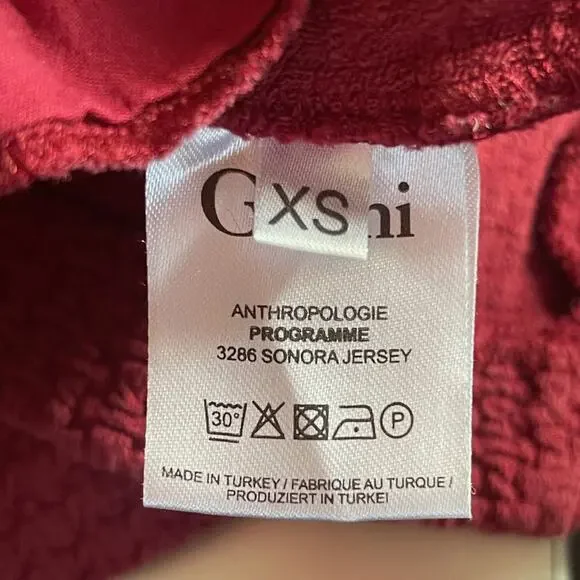 XS
ANTHROPOLOGIE
PROGRAMME
3286 SONORA JERSEY
30°
P
MADE IN TURKEY / FABRIQUE AU TURQUE /
PRODUZIERT IN TURKEI